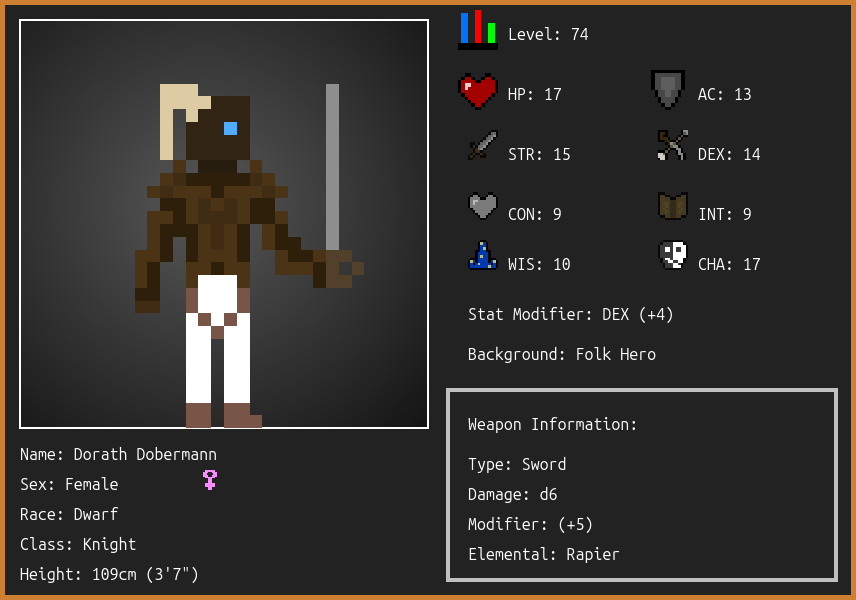 Level: 74
HP: 17
AC: 13
STR: 15
DEX: 14
CON: 9
INT: 9
WIS: 10
CHA: 17
Stat Modifier: DEX (+4)
Background: Folk Hero
Weapon Information:
Type: Sword
Damage: d6
Modifier: (+5)
Elemental: Rapier
Name: Dorath Dobermann
Sex: Female
Race: Dwarf
Class: Knight
Height: 109cm (3'7")